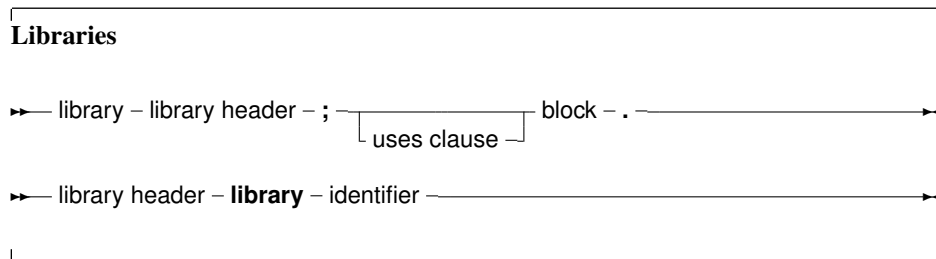 Libraries
library – library header – ; block – .
uses clause
library header – library – identifier